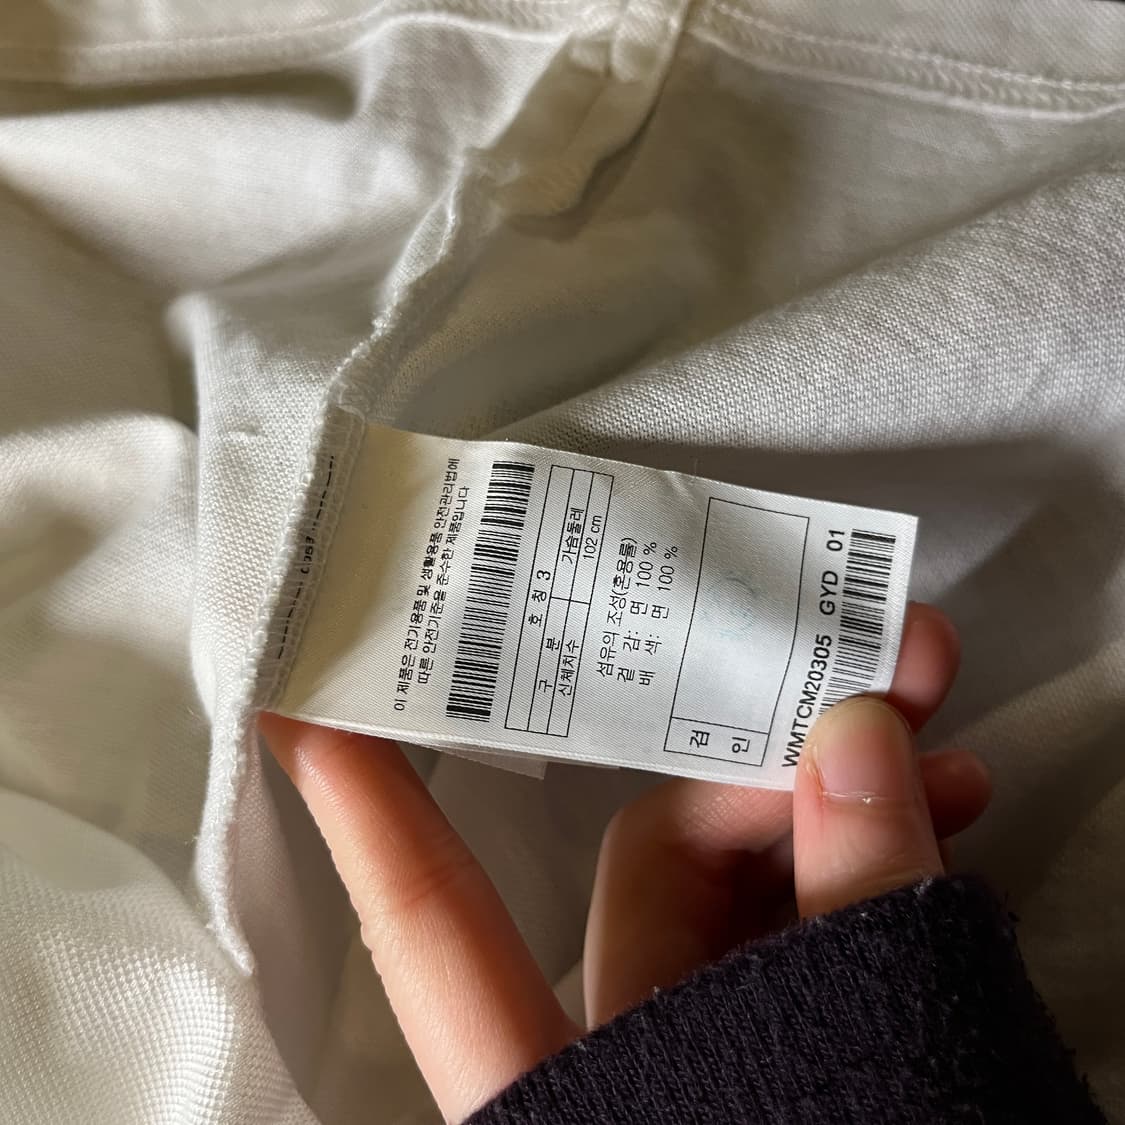 이 제품은 전기용품 및 생활용품 안전관리법에
따른 안전기준을 준수한 제품입니다
호 칭 3
구 분 가슴둘레
신체치수 102 cm
섬유의 조성(혼용률)
겉 감: 면 100 %
배 색: 면 100 %
검
인
WMTCM20305 GYD 01